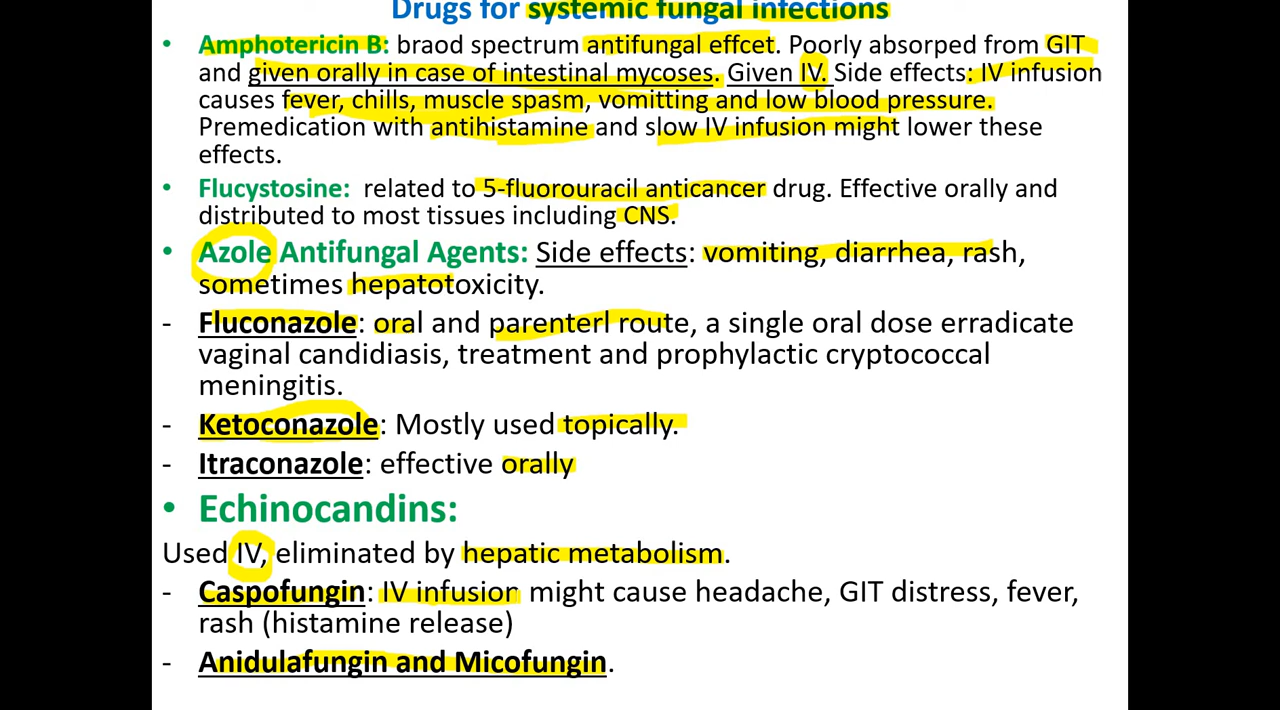 Drugs for systemic fungal infections
• Amphotericin B: braod spectrum antifungal effcet. Poorly absorped from GIT
and given orally in case of intestinal mycoses. Given IV. Side effects: IV infusion
causes fever, chills, muscle spasm, vomitting and low blood pressure.
Premedication with antihistamine and slow IV infusion might lower these
effects.
• Flucystosine: related to 5-fluorouracil anticancer drug. Effective orally and
distributed to most tissues including CNS.
• Azole Antifungal Agents: Side effects: vomiting, diarrhea, rash,
sometimes hepatotoxicity.
- Fluconazole: oral and parenterl route, a single oral dose erradicate
vaginal candidiasis, treatment and prophylactic cryptococcal
meningitis.
- Ketoconazole: Mostly used topically.
- Itraconazole: effective orally
• Echinocandins:
Used IV, eliminated by hepatic metabolism.
- Caspofungin: IV infusion might cause headache, GIT distress, fever,
rash (histamine release)
- Anidulafungin and Micofungin.